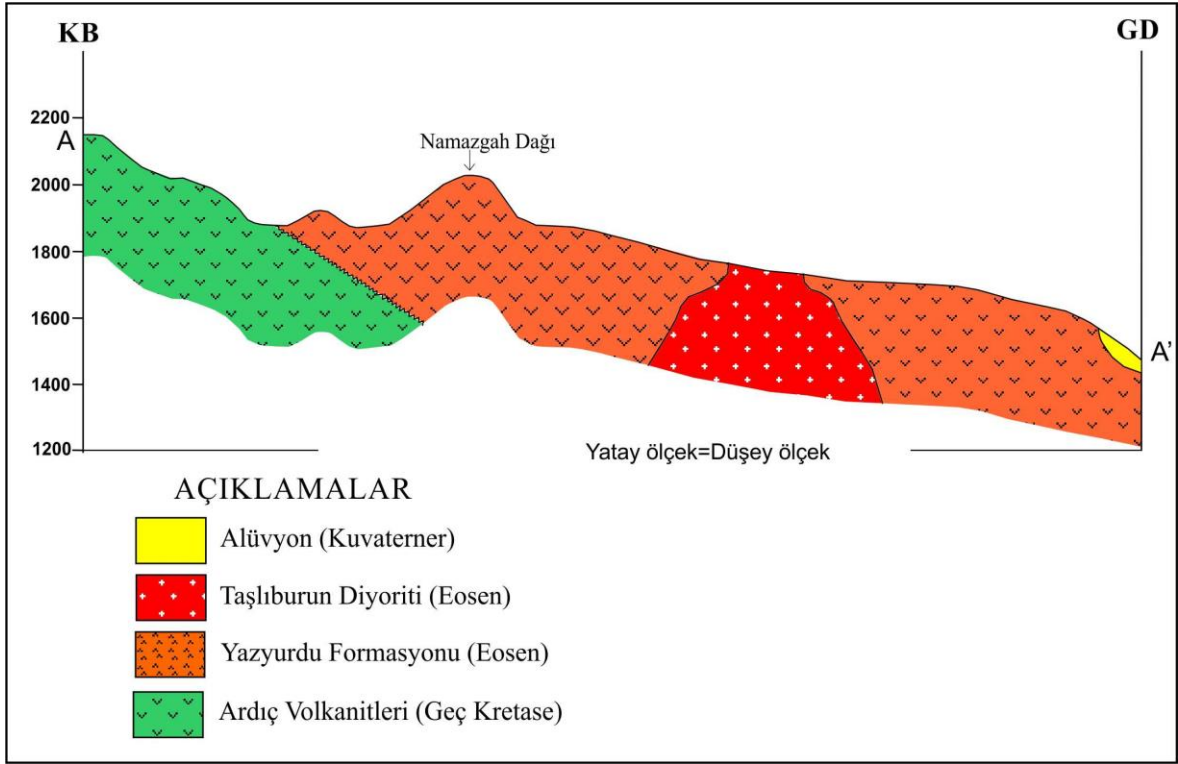 KB
GD
2200
A
Namazgah Dağı
2000
1800
1600
1400
A'
1200
Yatay ölçek=Düşey ölçek
AÇIKLAMALAR
Alüvyon (Kuvaterner)
Taşlıburun Diyoriti (Eosen)
Yazyurdu Formasyonu (Eosen)
Ardıç Volkanitleri (Geç Kretase)